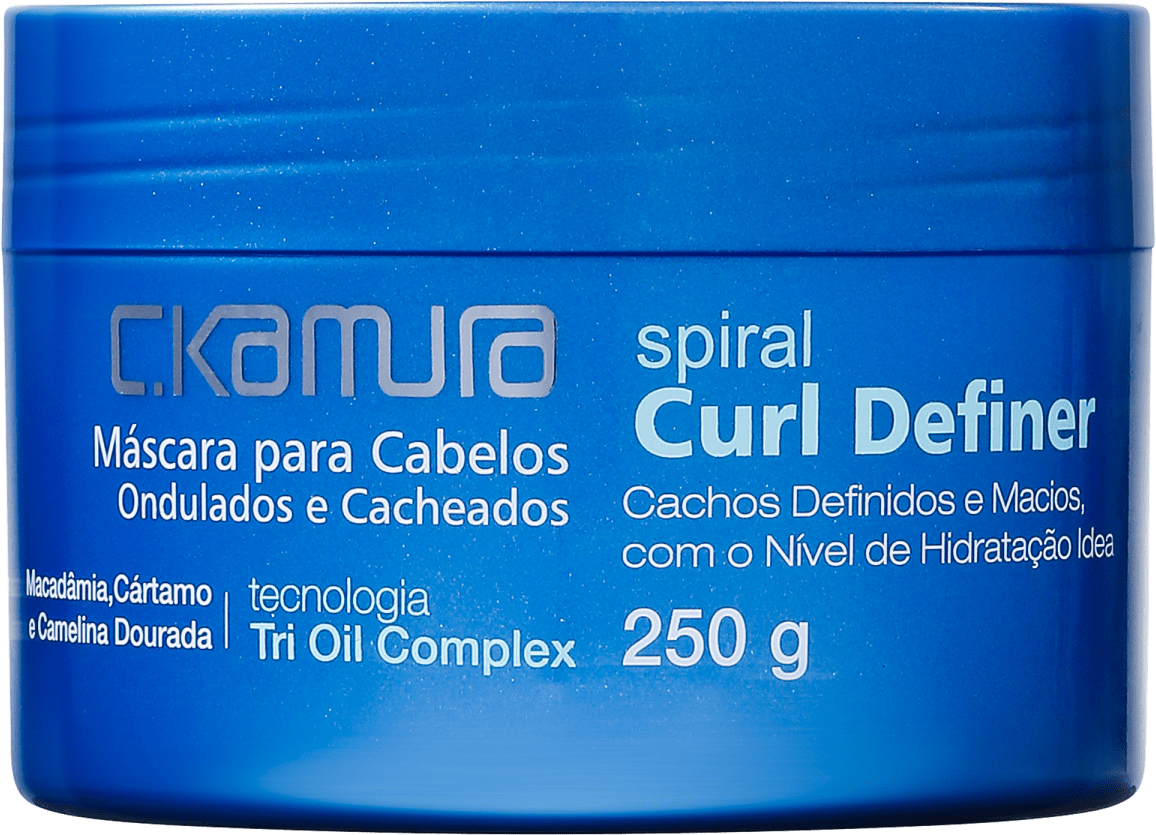 C.Kamura
Máscara para Cabelos
Ondulados e Cacheados
Macadâmia, Cártamo
e Camelina Dourada
tecnologia
Tri Oil Complex
spiral
Curl Definer
Cachos Definidos e Macios,
com o Nível de Hidratação Idea
250 g